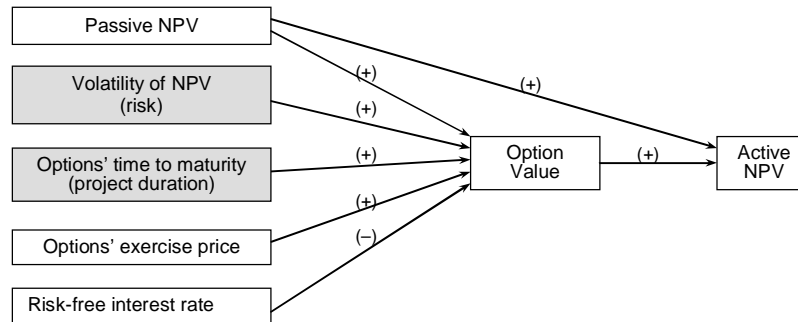 Passive NPV
(+)
(+)
Volatility of NPV
(risk)
(+)
Options' time to maturity
(project duration)
(+)
Option
Value
(+)
Active
NPV
(+)
Options' exercise price
(−)
Risk-free interest rate